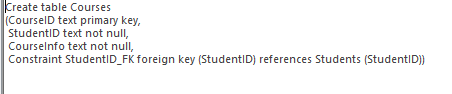 Create table Courses
(CourseID text primary key,
StudentID text not null,
CourseInfo text not null,
Constraint StudentID_FK foreign key (StudentID) references Students (StudentID))